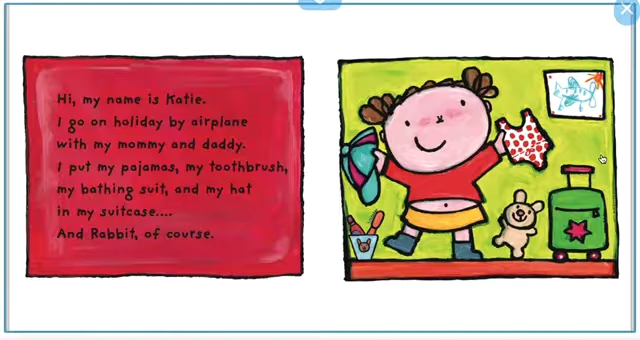 Hi, my name is Katie.
I go on holiday by airplane
with my mommy and daddy.
I put my pajamas, my toothbrush,
my bathing suit, and my hat
in my suitcase....
And Rabbit, of course.